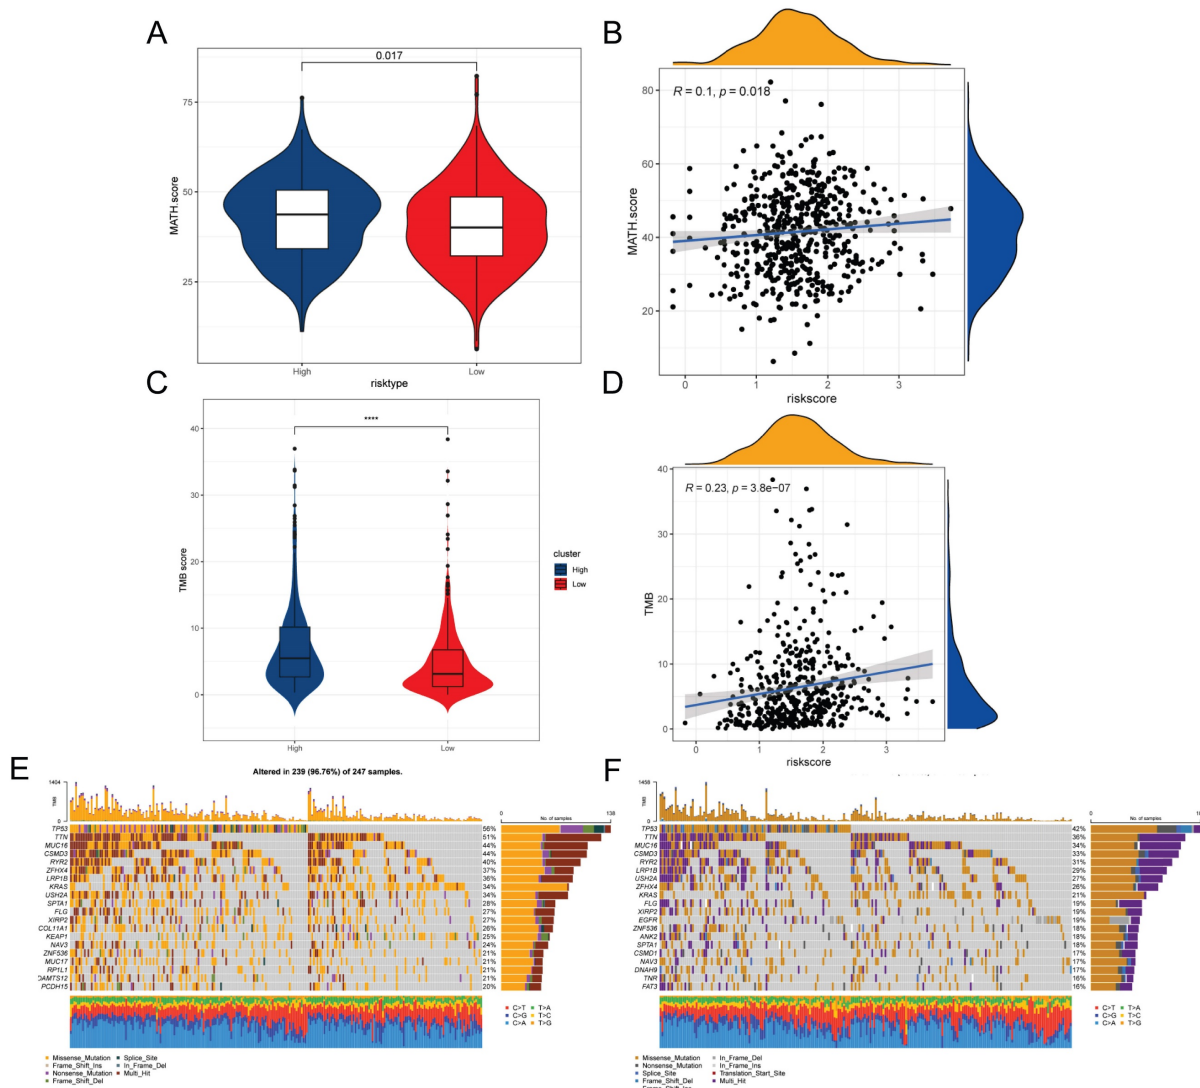 A
0.017
75
50
25
MATH.score
High
Low
risktype
B
R = 0.1, p = 0.018
80
60
40
20
MATH.score
0
1
2
3
riskscore
C
****
40
30
20
10
0
TMB score
High
Low
cluster
High
Low
D
R = 0.23, p = 3.8e−07
40
30
20
10
0
TMB
0
1
2
3
riskscore
E
Altered in 239 (96.76%) of 247 samples.
1404
0
TMB
No. of samples
0
138
TP53 56%
TTN 51%
MUC16 44%
CSMD3 44%
RYR2 40%
ZFHX4 37%
LRP1B 36%
KRAS 34%
USH2A 34%
SPTA1 28%
FLG 27%
XIRP2 27%
COL11A1 26%
KEAP1 25%
NAV3 24%
ZNF536 21%
MUC17 21%
RP1L1 21%
DAMTS12 21%
PCDH15 20%
C>T T>A
C>G T>C
C>A T>G
Missense_Mutation Splice_Site
Frame_Shift_Ins In_Frame_Del
Nonsense_Mutation Multi_Hit
Frame_Shift_Del
F
1456
0
TMB
No. of samples
0
TP53 42%
TTN 36%
MUC16 34%
CSMD3 33%
RYR2 31%
LRP1B 29%
USH2A 27%
ZFHX4 26%
KRAS 21%
FLG 19%
XIRP2 19%
EGFR 19%
ZNF536 18%
ANK2 18%
SPTA1 18%
CSMD1 17%
NAV3 17%
DNAH9 17%
TNR 16%
FAT3 16%
C>T T>A
C>G T>C
C>A T>G
Missense_Mutation In_Frame_Del
Nonsense_Mutation In_Frame_Ins
Splice_Site Translation_Start_Site
Frame_Shift_Del Multi_Hit
Frame_Shift_Ins